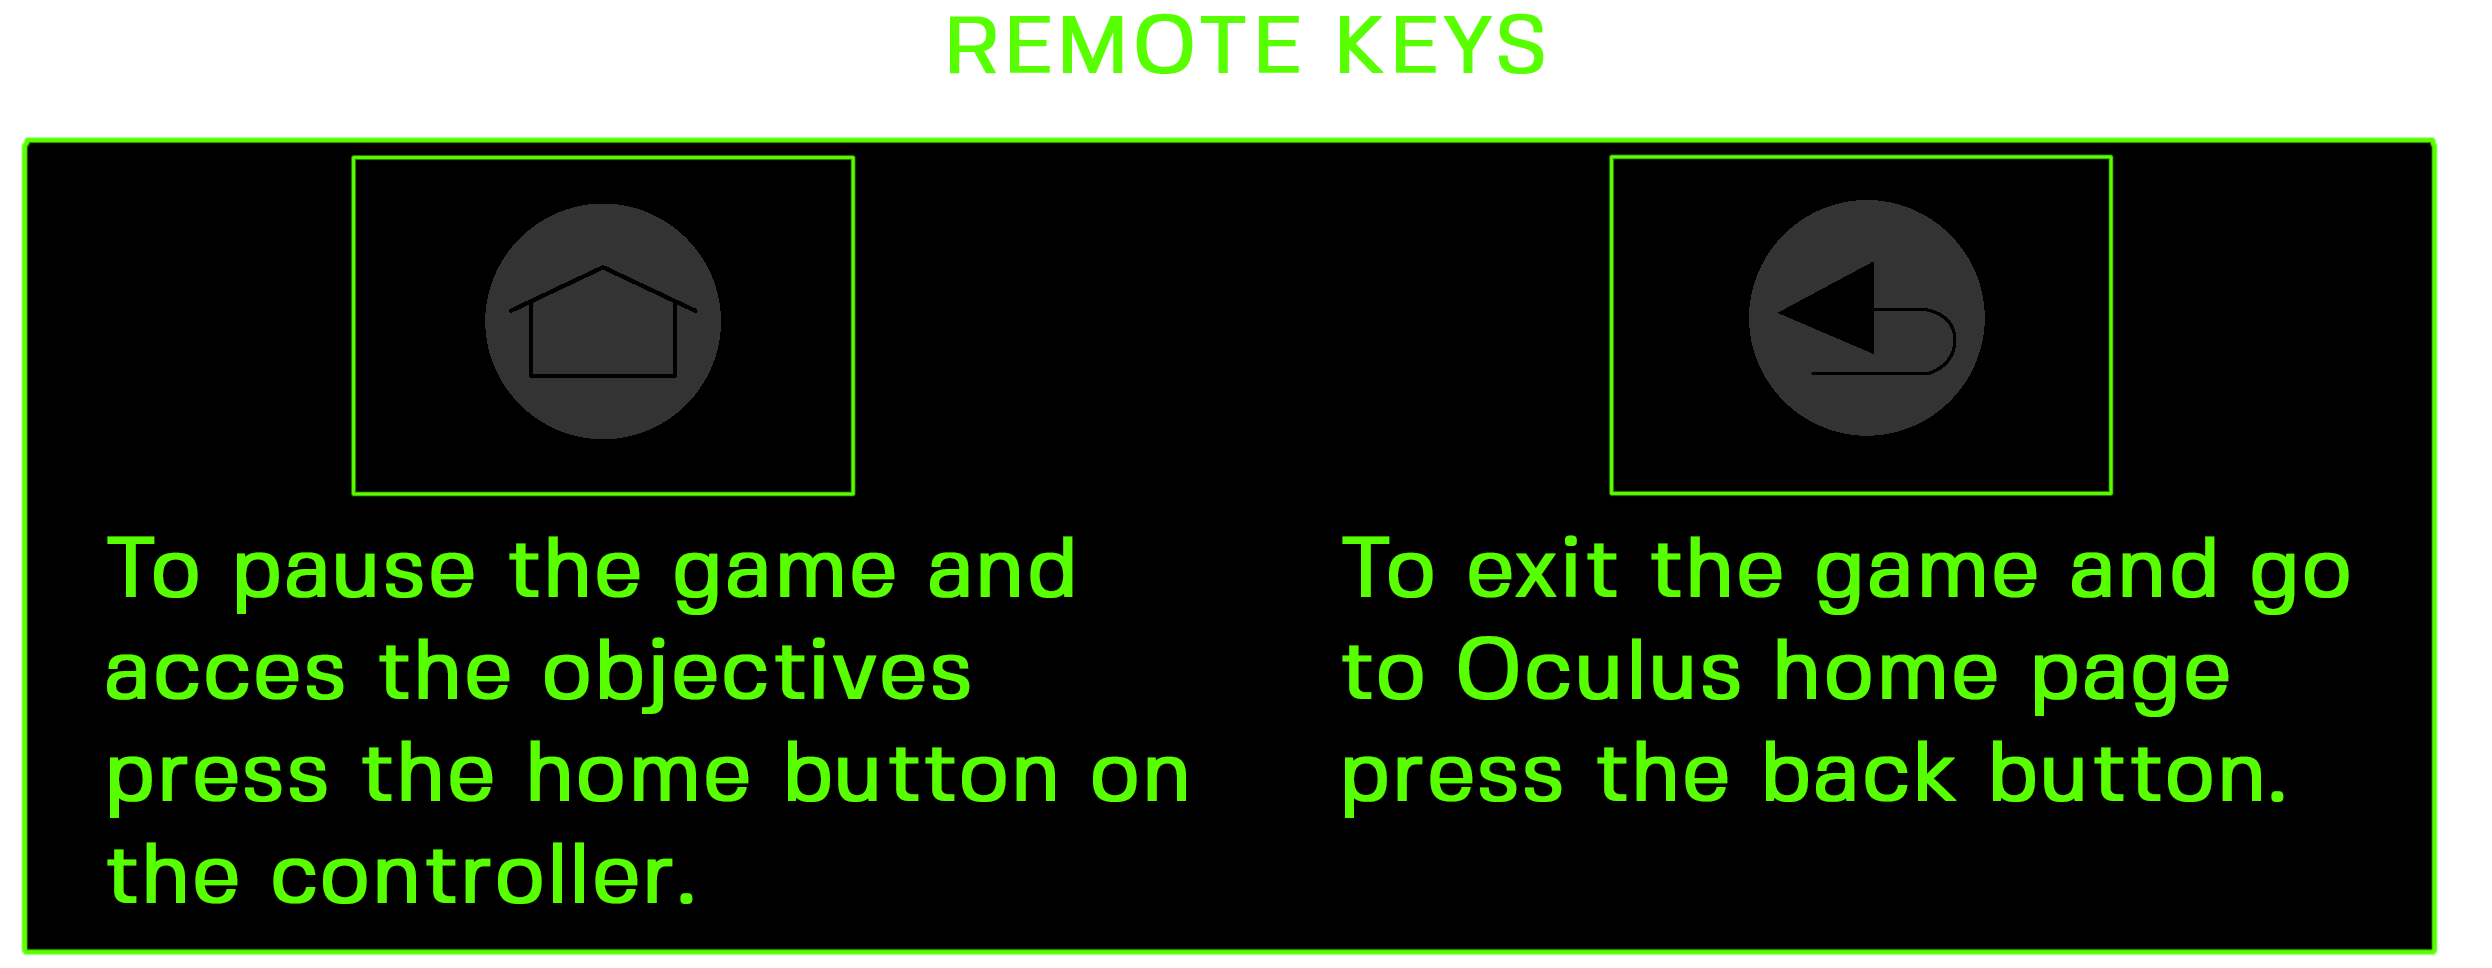 REMOTE KEYS
To pause the game and
acces the objectives
press the home button on
the controller.
To exit the game and go
to Oculus home page
press the back button.